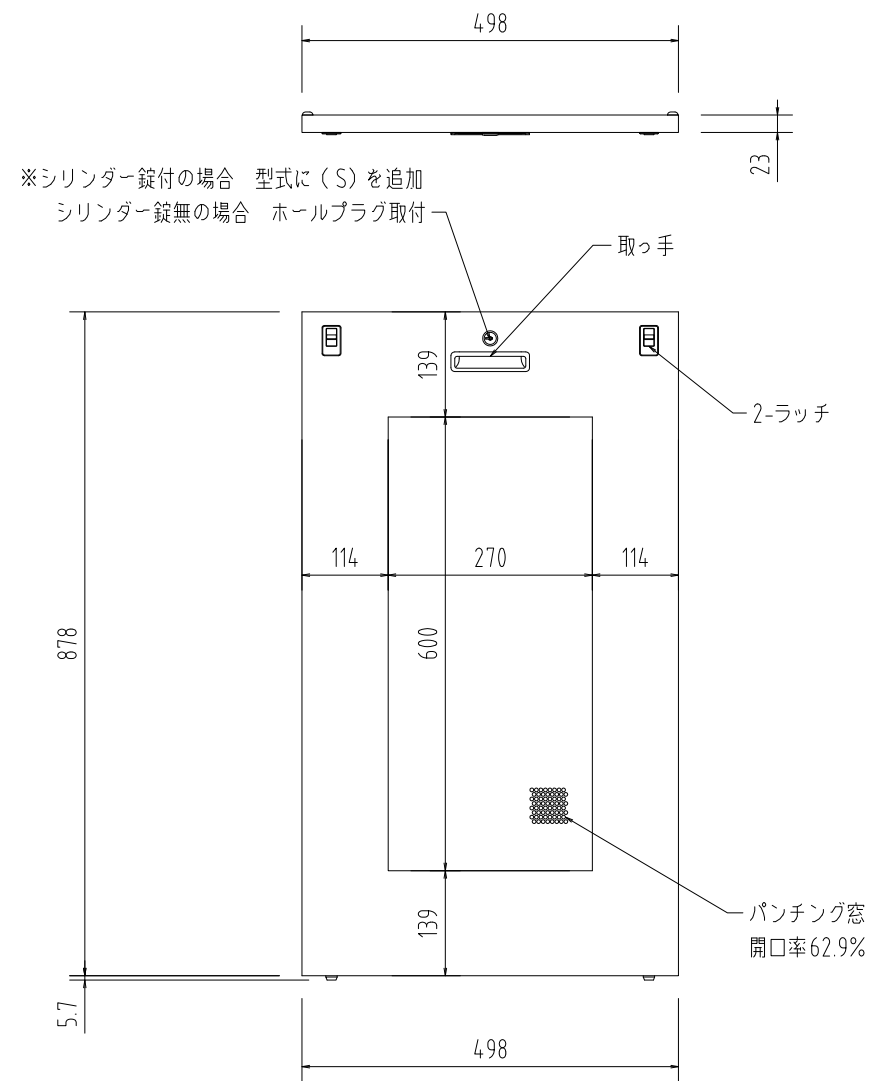 498
23
※シリンダー錠付の場合　型式に（S）を追加
シリンダー錠無の場合　ホールプラグ取付
取っ手
139
2-ラッチ
114
270
114
878
600
139
パンチング窓
開口率62.9%
5.7
498